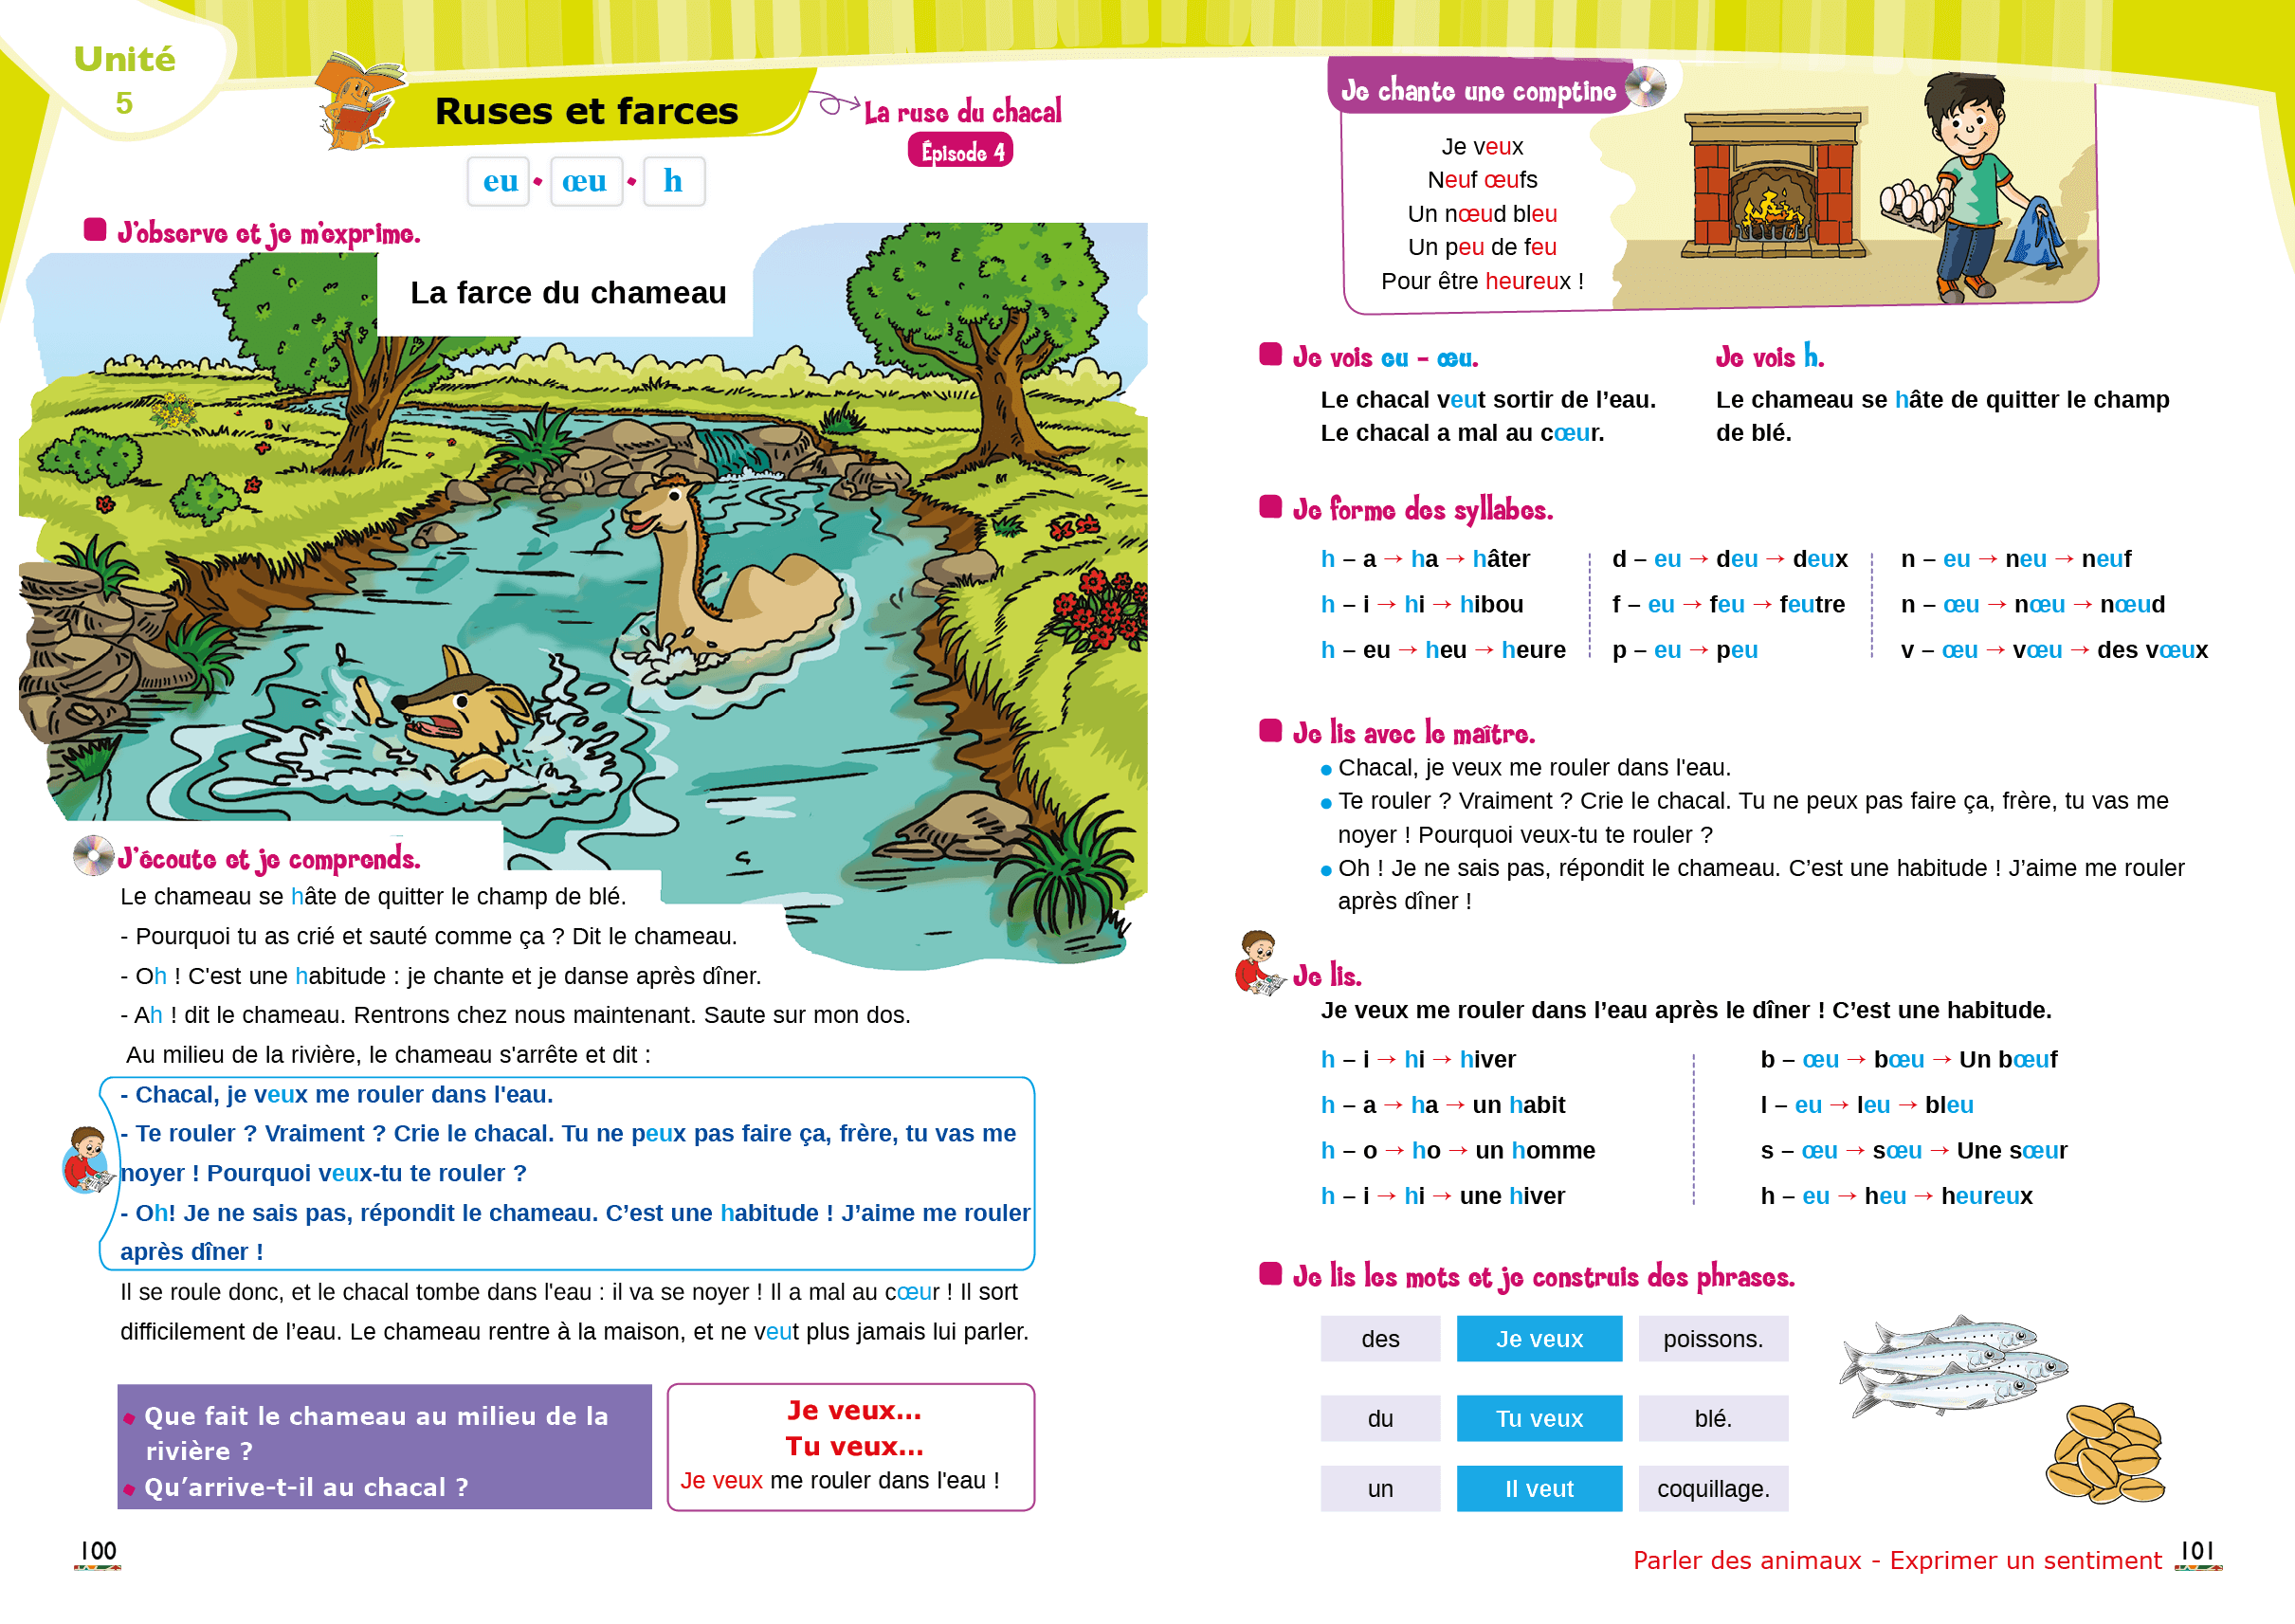 Unité
5
Ruses et farces
La ruse du chacal
Épisode 4
eu • œu • h
J'observe et je m'exprime.
La farce du chameau
J'écoute et je comprends.
Le chameau se hâte de quitter le champ de blé.
- Pourquoi tu as crié et sauté comme ça ? Dit le chameau.
- Oh ! C'est une habitude : je chante et je danse après dîner.
- Ah ! dit le chameau. Rentrons chez nous maintenant. Saute sur mon dos.
Au milieu de la rivière, le chameau s'arrête et dit :
- Chacal, je veux me rouler dans l'eau.
- Te rouler ? Vraiment ? Crie le chacal. Tu ne peux pas faire ça, frère, tu vas me
noyer ! Pourquoi veux-tu te rouler ?
- Oh! Je ne sais pas, répondit le chameau. C’est une habitude ! J’aime me rouler
après dîner !
Il se roule donc, et le chacal tombe dans l'eau : il va se noyer ! Il a mal au cœur ! Il sort
difficilement de l’eau. Le chameau rentre à la maison, et ne veut plus jamais lui parler.
• Que fait le chameau au milieu de la
rivière ?
• Qu’arrive-t-il au chacal ?
Je veux...
Tu veux...
Je veux me rouler dans l'eau !
100
Je chante une comptine
Je veux
Neuf œufs
Un nœud bleu
Un peu de feu
Pour être heureux !
Je vois eu - œu.
Le chacal veut sortir de l’eau.
Le chacal a mal au cœur.
Je vois h.
Le chameau se hâte de quitter le champ
de blé.
Je forme des syllabes.
h – a → ha → hâter
h – i → hi → hibou
h – eu → heu → heure
d – eu → deu → deux
f – eu → feu → feutre
p – eu → peu
n – eu → neu → neuf
n – œu → nœu → nœud
v – œu → vœu → des vœux
Je lis avec le maître.
• Chacal, je veux me rouler dans l'eau.
• Te rouler ? Vraiment ? Crie le chacal. Tu ne peux pas faire ça, frère, tu vas me
noyer ! Pourquoi veux-tu te rouler ?
• Oh ! Je ne sais pas, répondit le chameau. C’est une habitude ! J’aime me rouler
après dîner !
Je lis.
Je veux me rouler dans l’eau après le dîner ! C’est une habitude.
h – i → hi → hiver
h – a → ha → un habit
h – o → ho → un homme
h – i → hi → une hiver
b – œu → bœu → Un bœuf
l – eu → leu → bleu
s – œu → sœu → Une sœur
h – eu → heu → heureux
Je lis les mots et je construis des phrases.
des Je veux poissons.
du Tu veux blé.
un Il veut coquillage.
Parler des animaux - Exprimer un sentiment
101